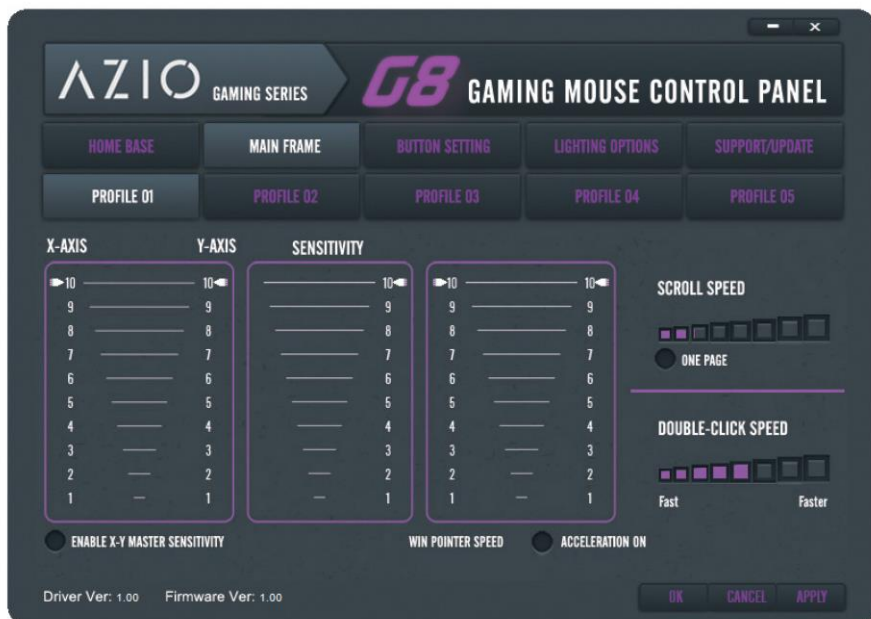 AZIO GAMING SERIES G8 GAMING MOUSE CONTROL PANEL
HOME BASE MAIN FRAME BUTTON SETTING LIGHTING OPTIONS SUPPORT/UPDATE
PROFILE 01 PROFILE 02 PROFILE 03 PROFILE 04 PROFILE 05
X-AXIS Y-AXIS SENSITIVITY
10 10 10 10 10
9 9 9 9 9
8 8 8 8 8
7 7 7 7 7
6 6 6 6 6
5 5 5 5 5
4 4 4 4 4
3 3 3 3 3
2 2 2 2 2
1 1 1 1 1
SCROLL SPEED
ONE PAGE
DOUBLE-CLICK SPEED
Fast Faster
ENABLE X-Y MASTER SENSITIVITY WIN POINTER SPEED ACCELERATION ON
Driver Ver: 1.00 Firmware Ver: 1.00 OK CANCEL APPLY